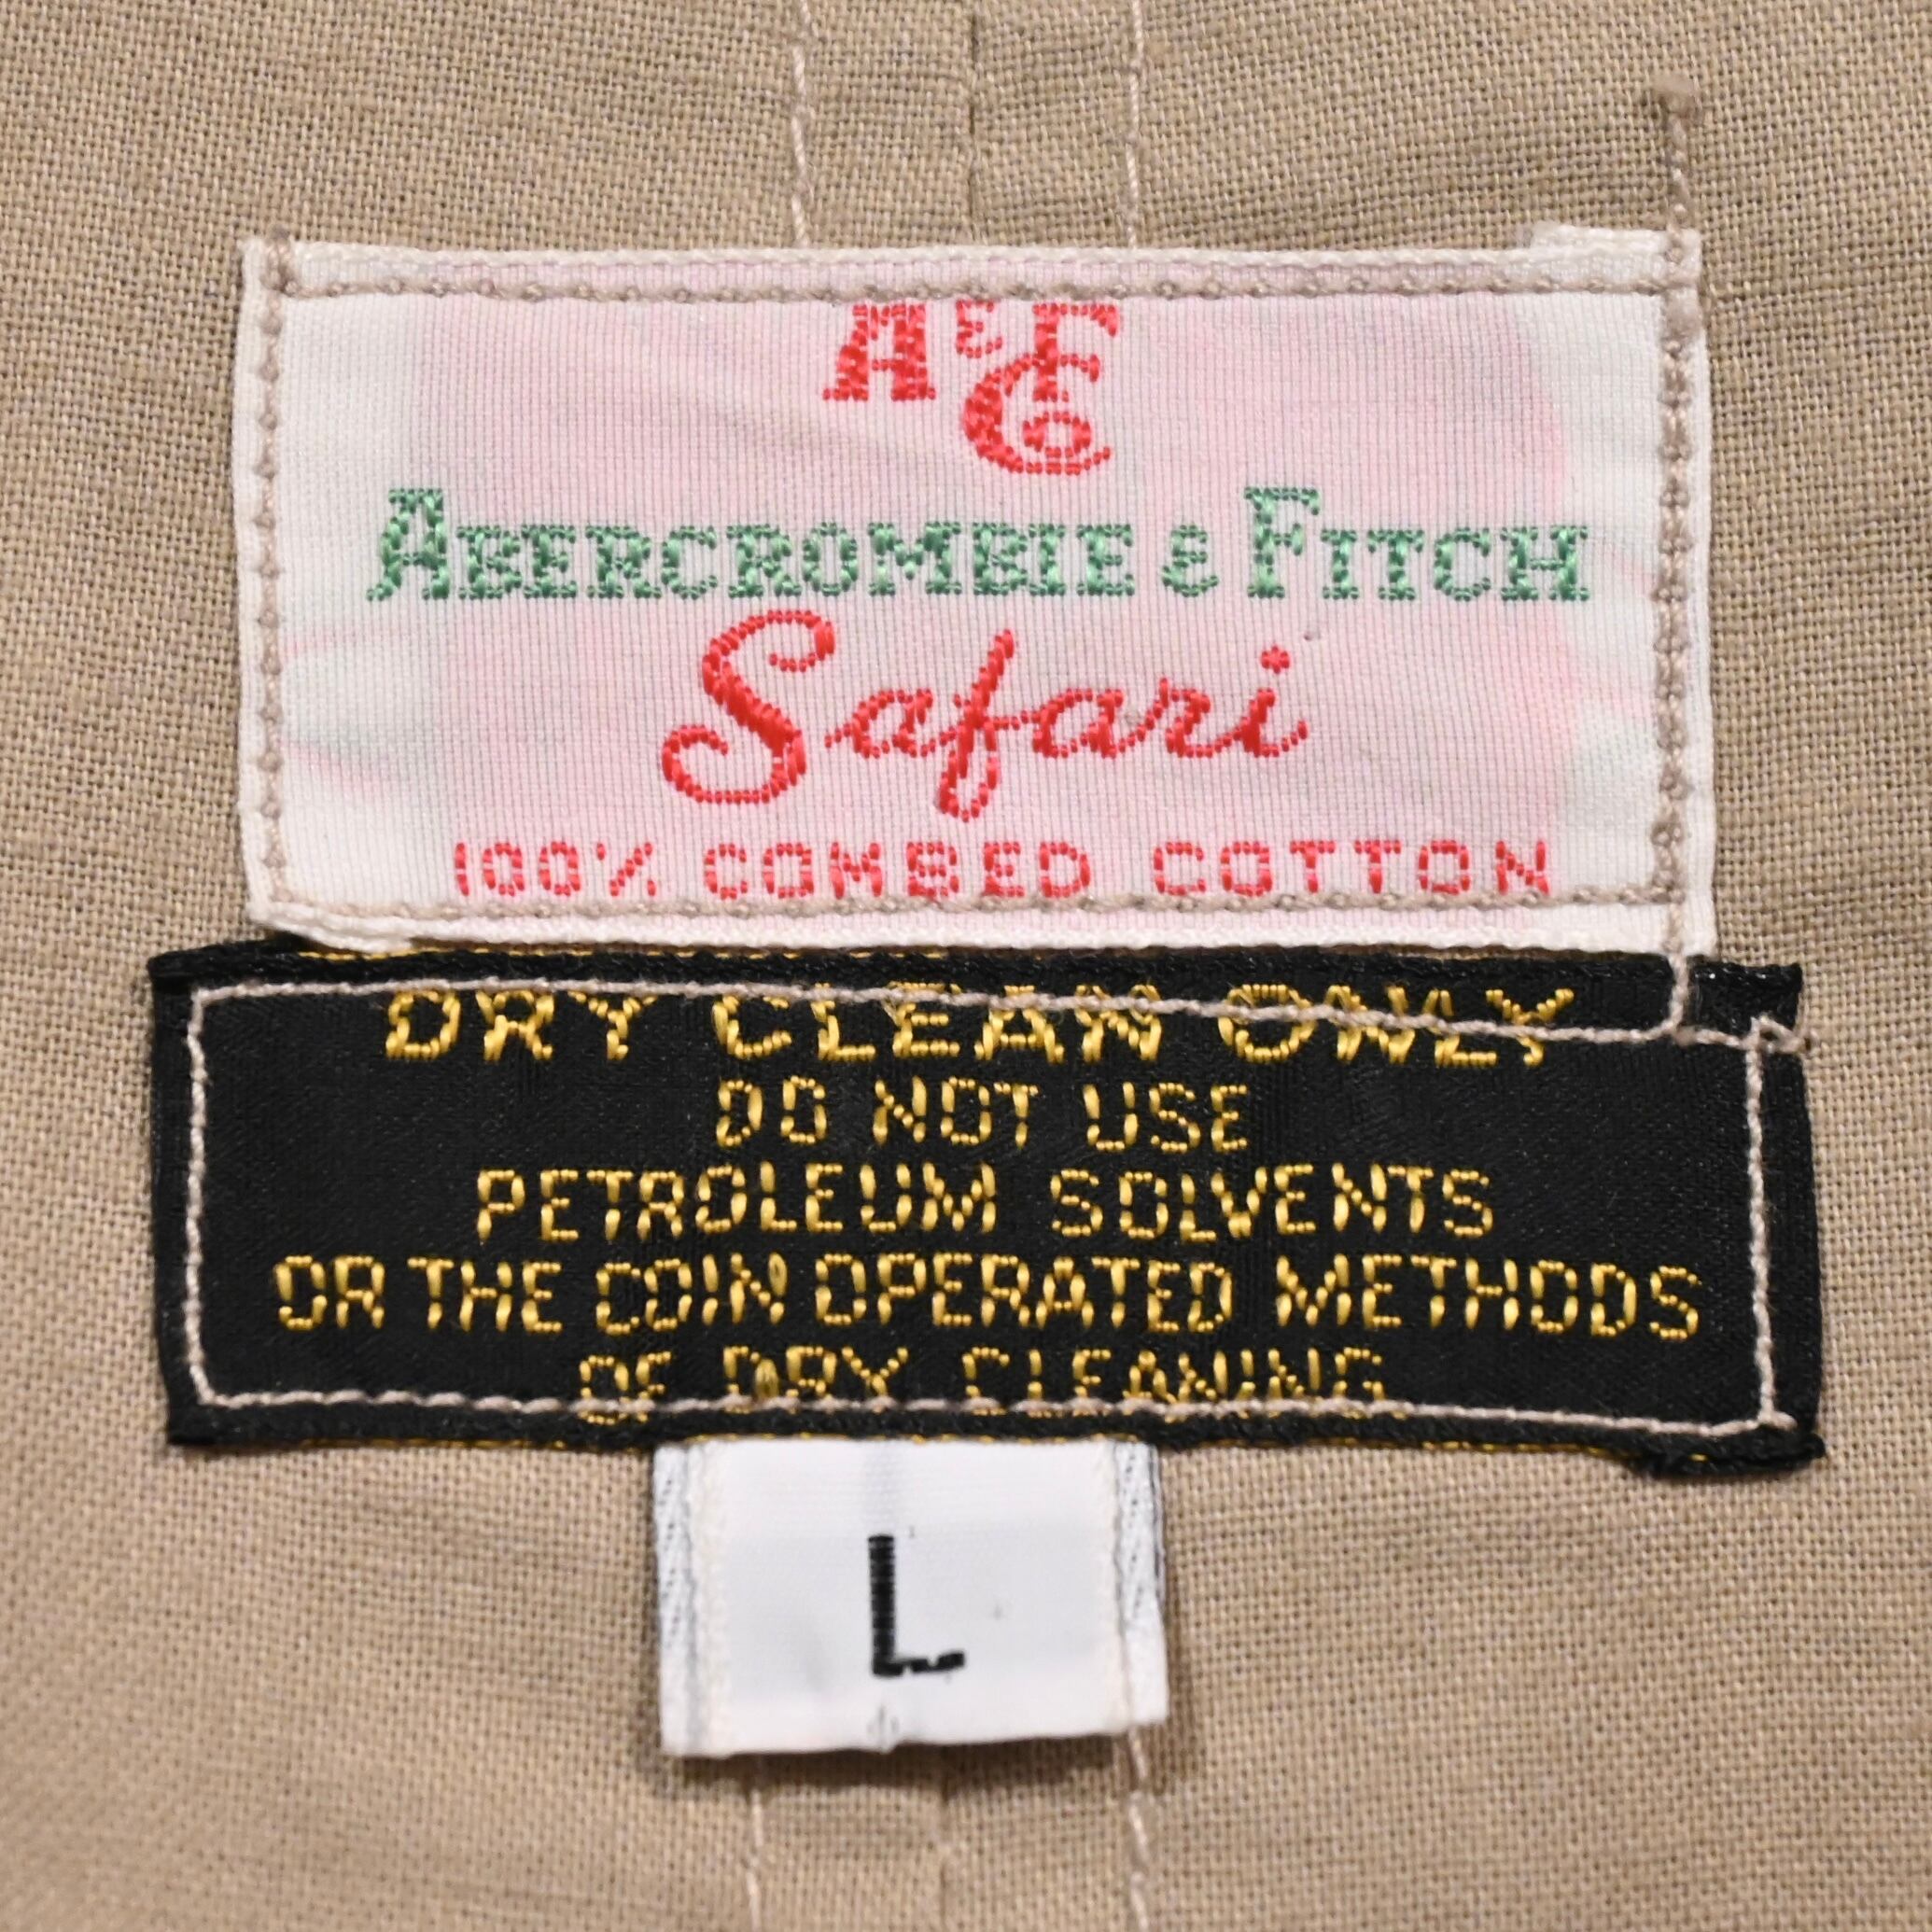 A & F Co
ABERCROMBIE & FITCH
Safari
100% COMBED COTTON
DRY CLEAN ONLY
DO NOT USE
PETROLEUM SOLVENTS
OR THE COIN OPERATED METHODS
OF DRY CLEANING
L